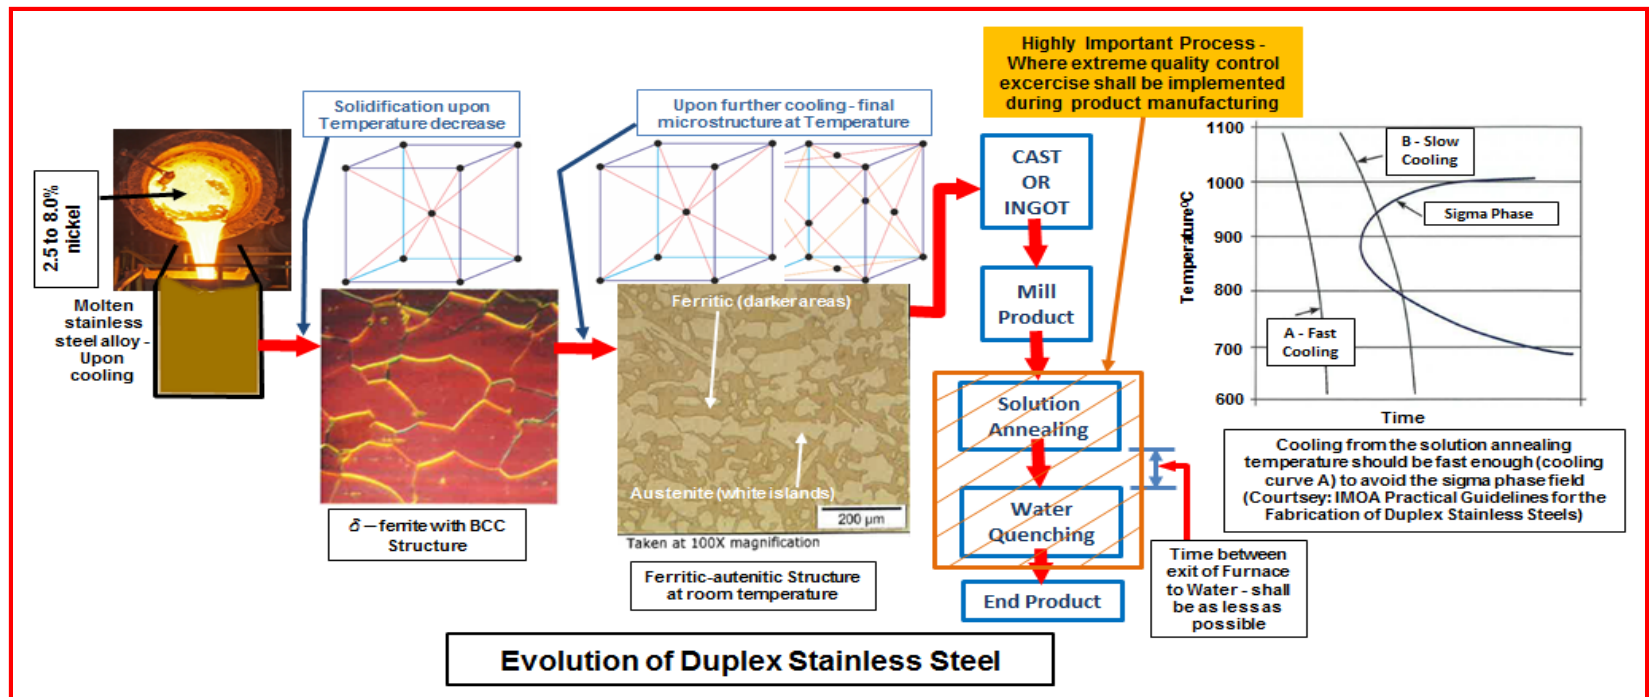 2.5 to 8.0%
nickel
Molten
stainless
steel alloy -
Upon
cooling
Solidification upon
Temperature decrease
δ – ferrite with BCC
Structure
Upon further cooling - final
microstructure at Temperature
Ferritic (darker areas)
Austenite (white islands)
200 µm
Taken at 100X magnification
Ferritic-autenitic Structure
at room temperature
Highly Important Process -
Where extreme quality control
excercise shall be implemented
during product manufacturing
CAST
OR
INGOT
Mill
Product
Solution
Annealing
Water
Quenching
End Product
Time between
exit of Furnace
to Water - shall
be as less as
possible
1100
1000
900
800
700
600
Temperature⁰C
B - Slow
Cooling
Sigma Phase
A - Fast
Cooling
Time
Cooling from the solution annealing
temperature should be fast enough (cooling
curve A) to avoid the sigma phase field
(Courtsey: IMOA Practical Guidelines for the
Fabrication of Duplex Stainless Steels)
Evolution of Duplex Stainless Steel